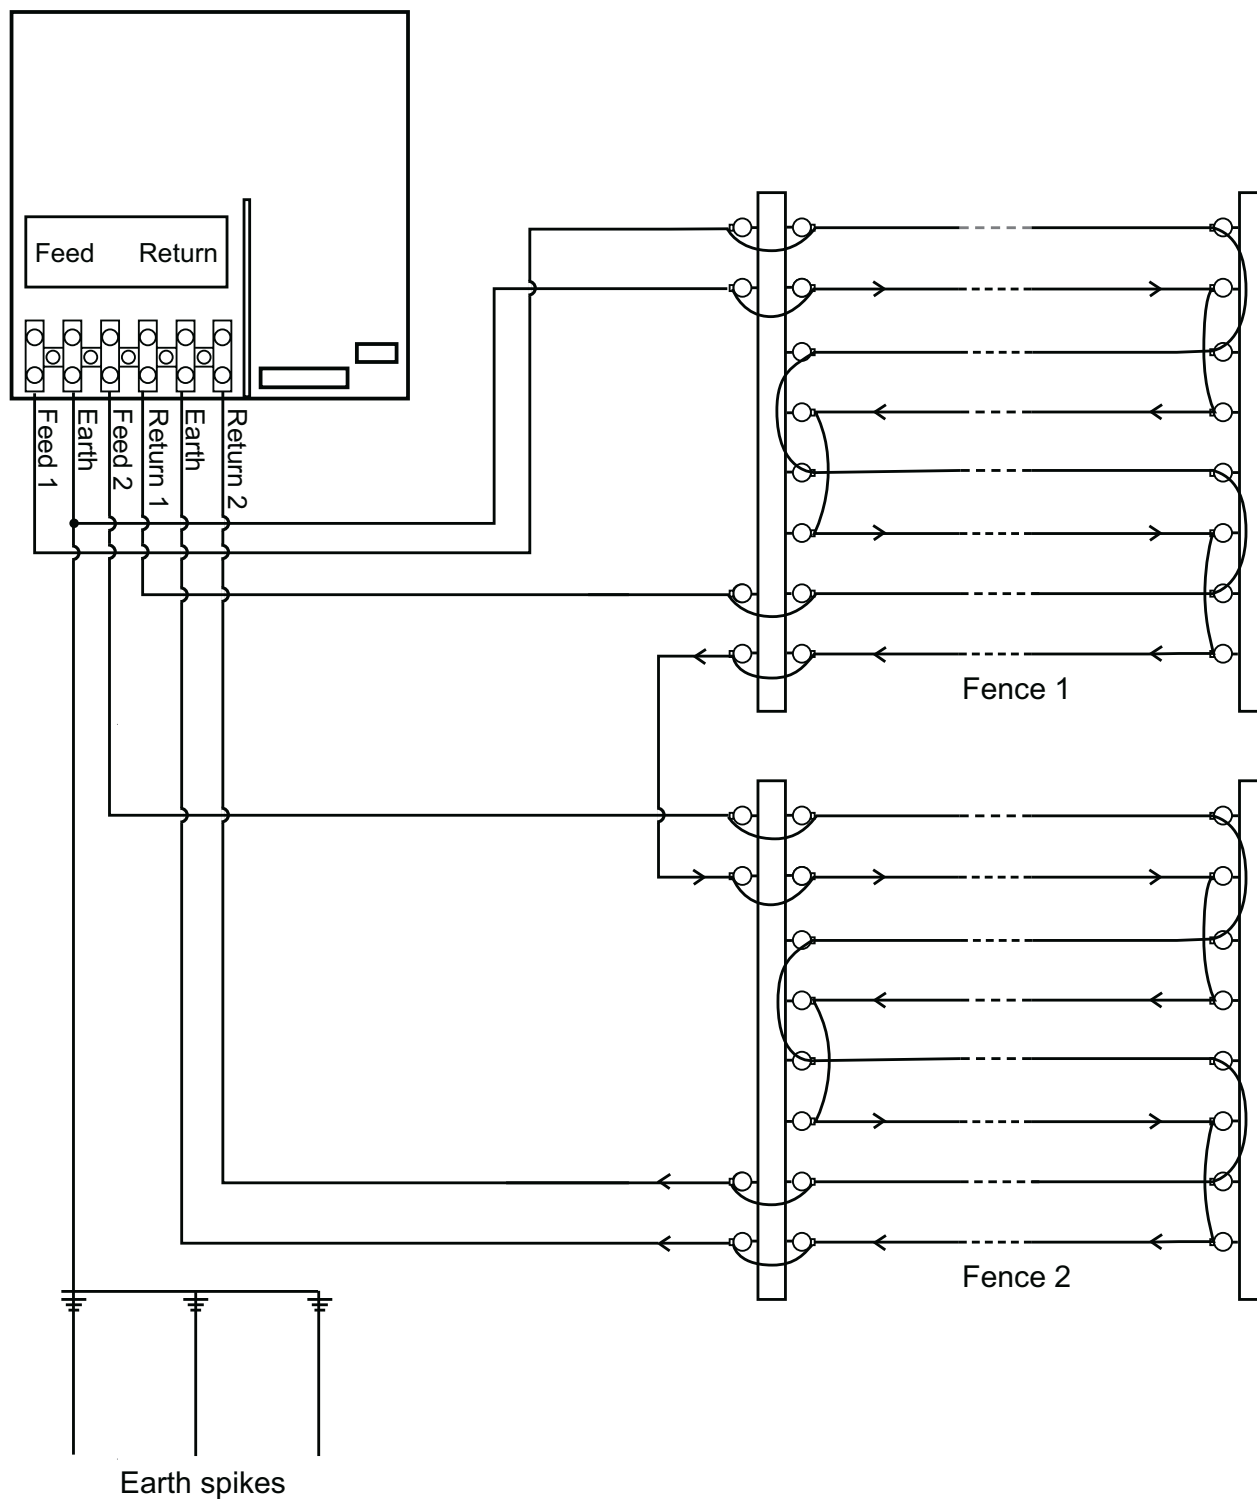 Feed Return
Feed 1
Earth
Feed 2
Return 1
Earth
Return 2
Fence 1
Fence 2
Earth spikes